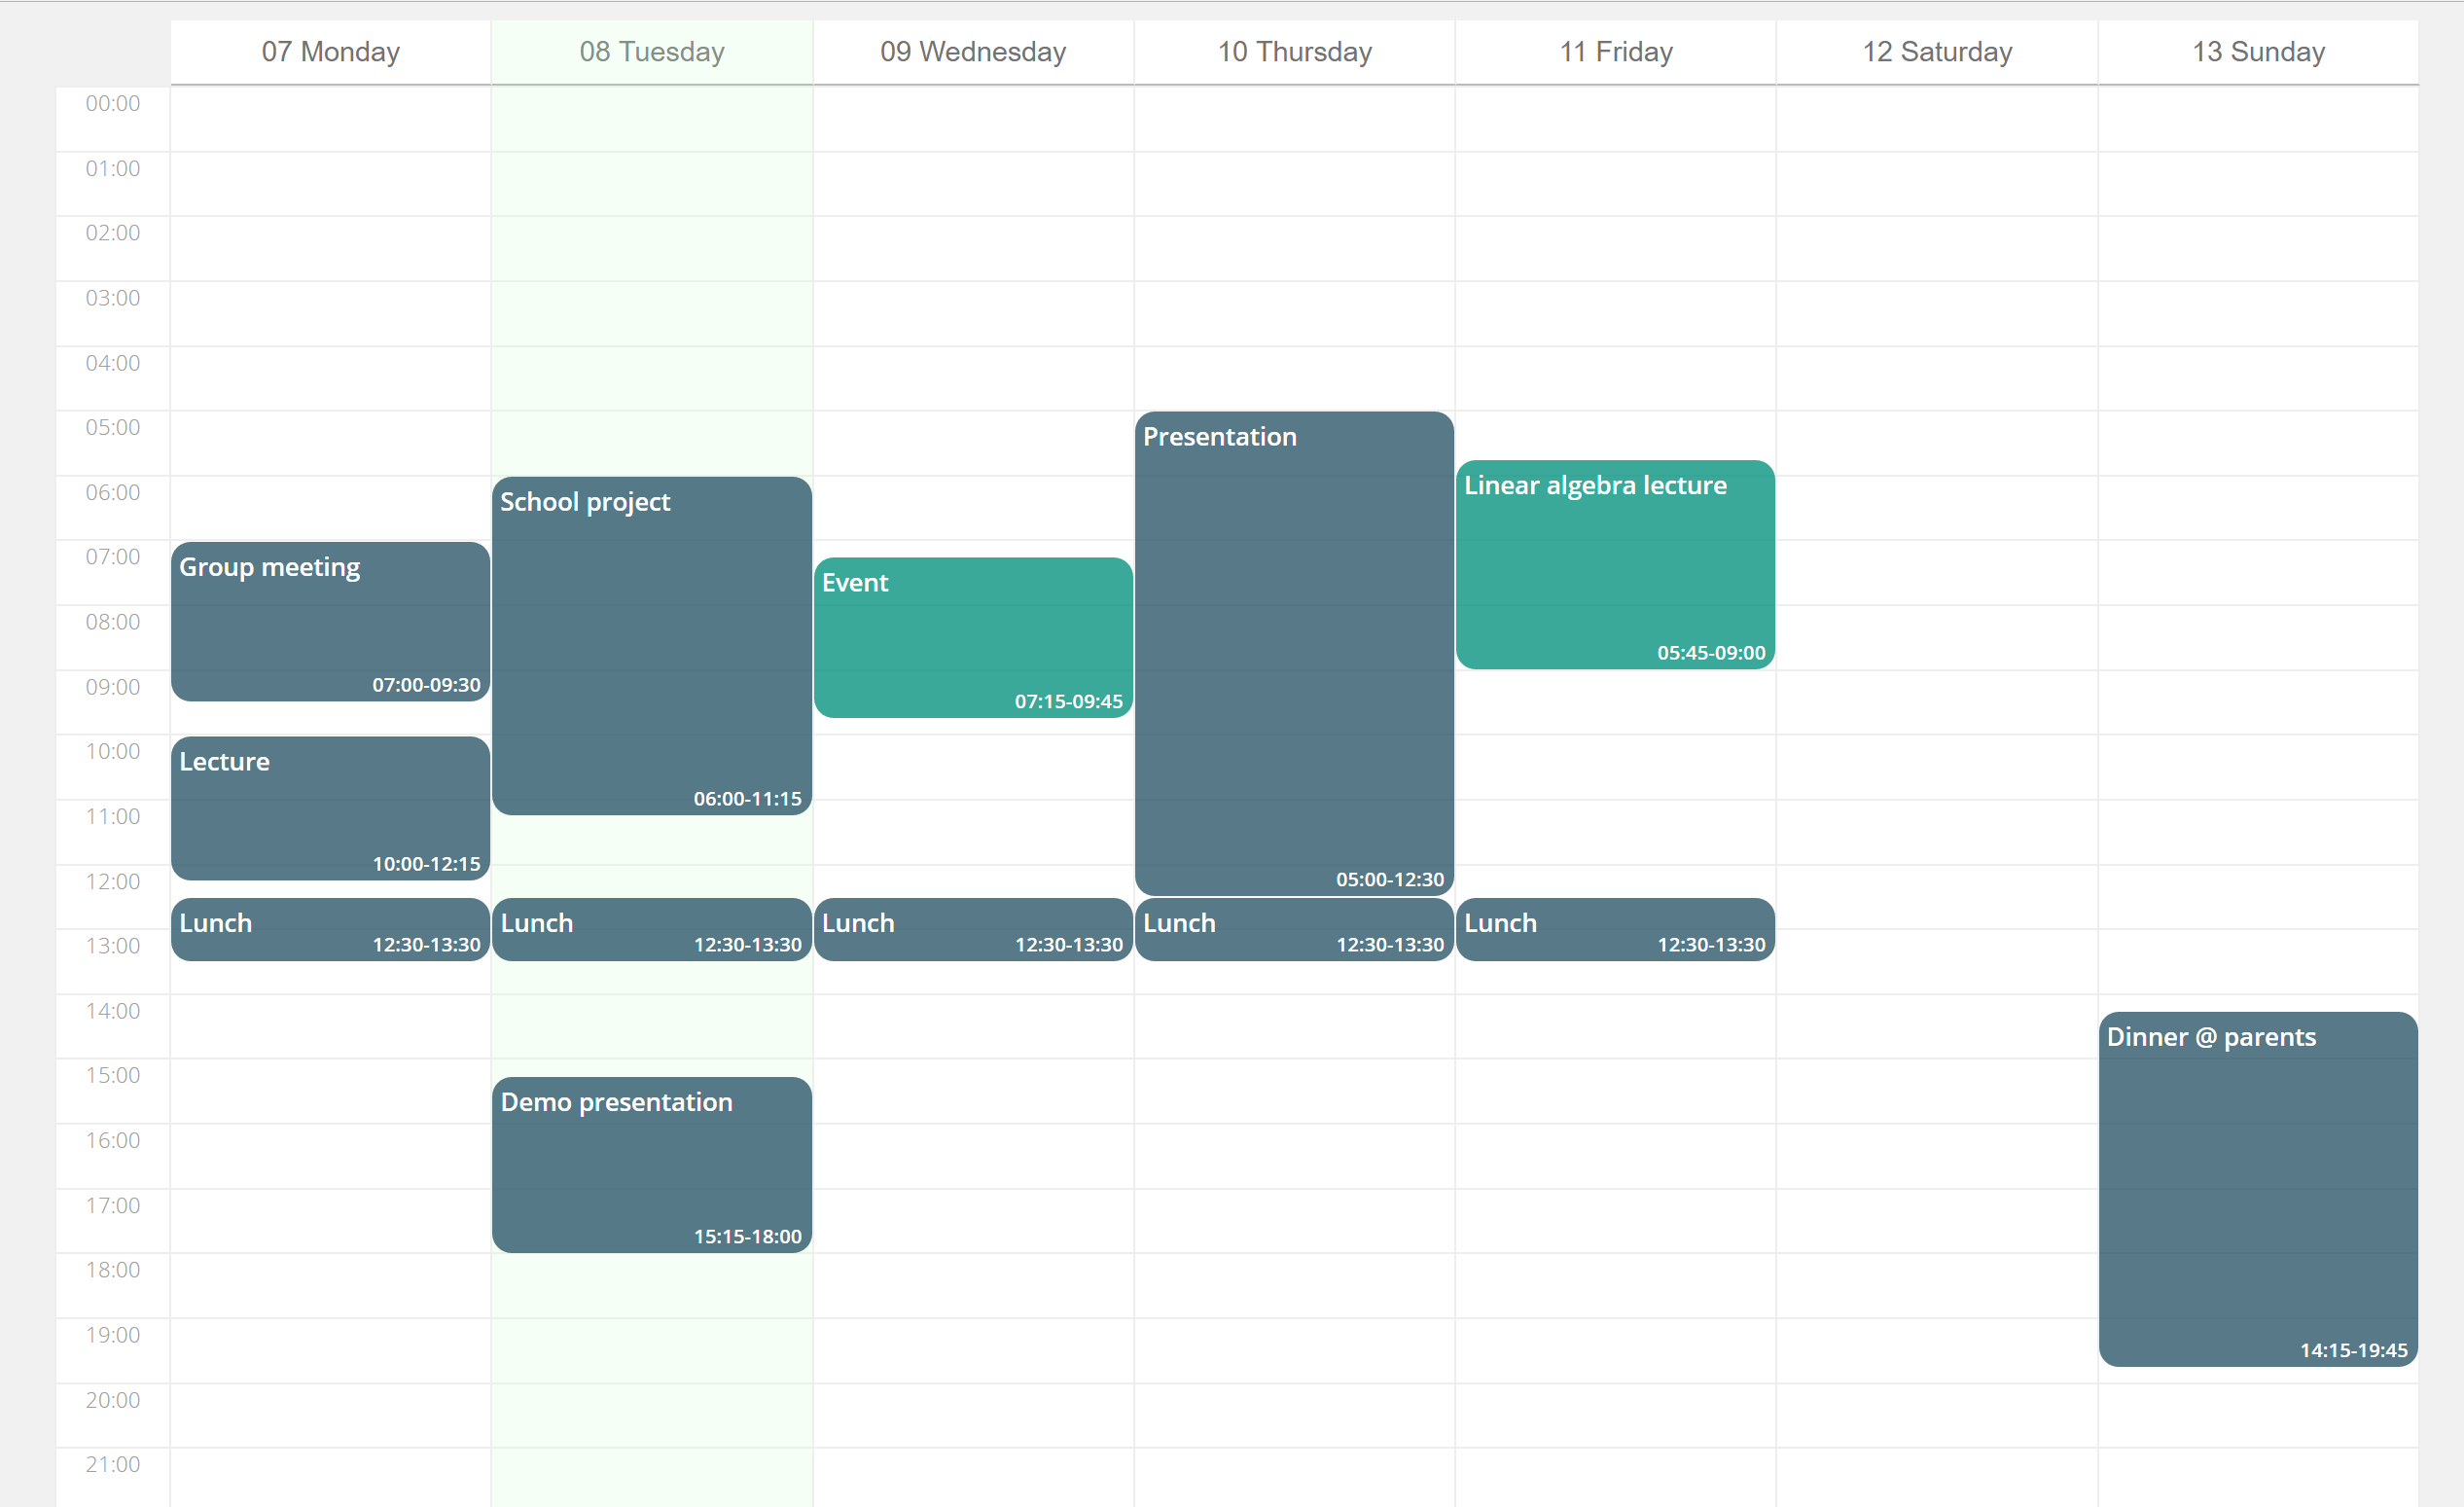 07 Monday 08 Tuesday 09 Wednesday 10 Thursday 11 Friday 12 Saturday 13 Sunday
00:00
01:00
02:00
03:00
04:00
05:00
Presentation
Linear algebra lecture
06:00
School project
07:00
Group meeting
Event
08:00
05:45-09:00
09:00
07:00-09:30
07:15-09:45
10:00
Lecture
06:00-11:15
11:00
10:00-12:15
12:00
05:00-12:30
Lunch Lunch Lunch Lunch Lunch
13:00
12:30-13:30 12:30-13:30 12:30-13:30 12:30-13:30 12:30-13:30
14:00
Dinner @ parents
15:00
Demo presentation
16:00
17:00
15:15-18:00
18:00
19:00
14:15-19:45
20:00
21:00